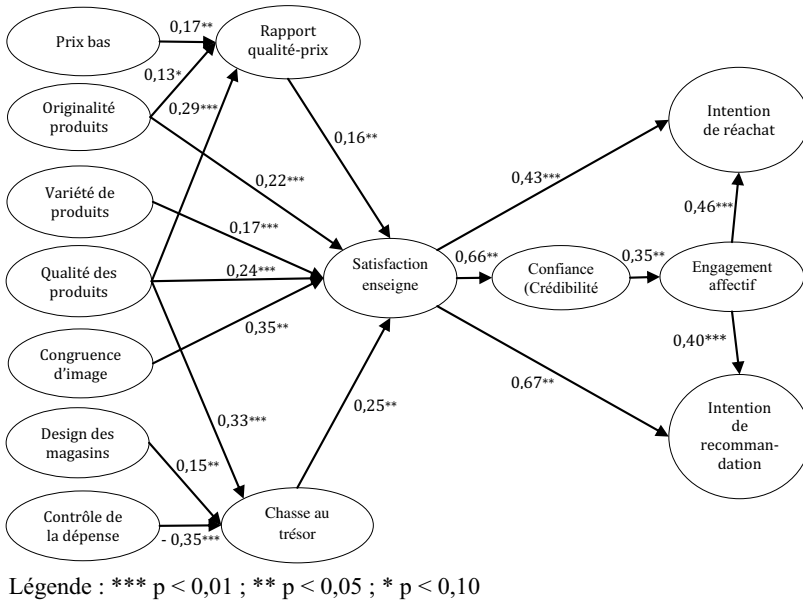 Prix bas
0,17**
Rapport
qualité-prix
0,13*
Originalité
produits
0,29***
0,16**
Intention
de réachat
0,22***
0,43***
Variété de
produits
0,17***
0,46***
Qualité des
produits
0,24***
Satisfaction
enseigne
0,66**
Confiance
(Crédibilité
0,35**
Engagement
affectif
Congruence
d'image
0,35**
0,40***
0,67**
0,25**
0,33***
Design des
magasins
0,15**
Intention
de
recomman-
dation
Contrôle de
la dépense
- 0,35***
Chasse au
trésor
Légende : *** p < 0,01 ; ** p < 0,05 ; * p < 0,10